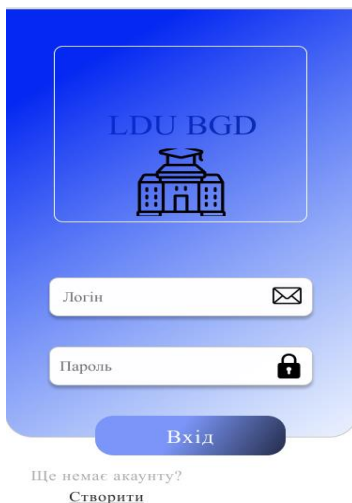 LDU BGD
Логін
Пароль
Вхід
Ще немає акаунту?
Створити